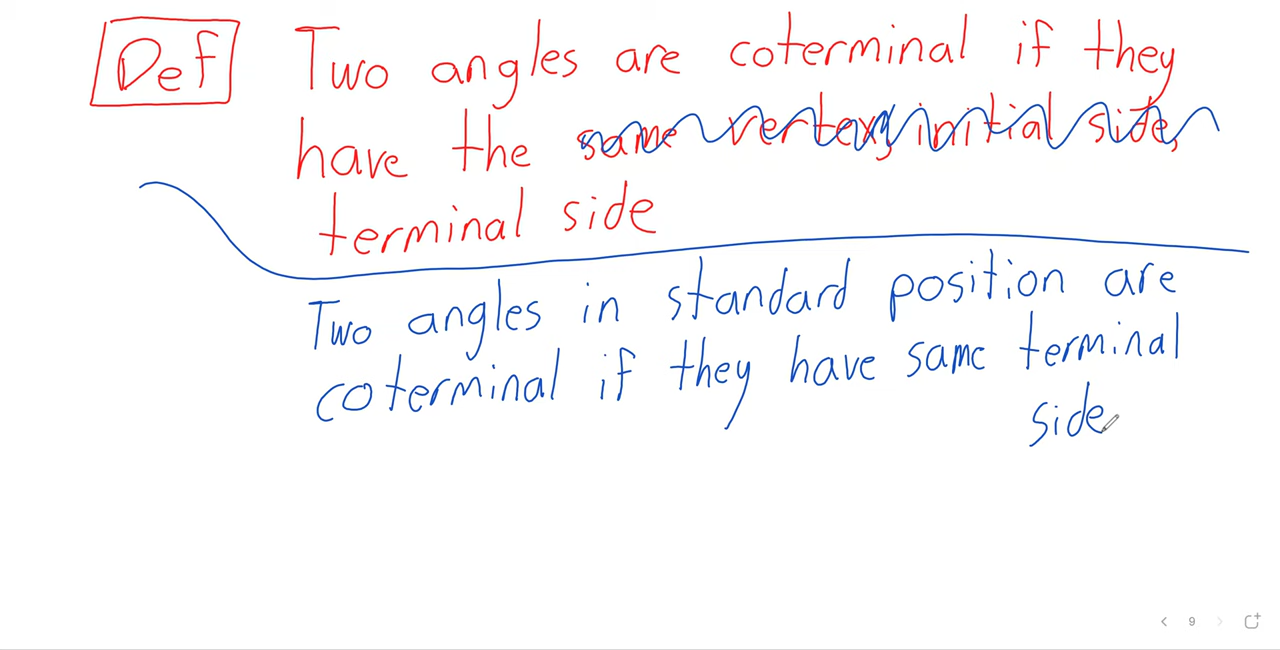 Def Two angles are coterminal if they
have the same vertex, initial side,
terminal side
Two angles in standard position are
coterminal if they have same terminal
side
9